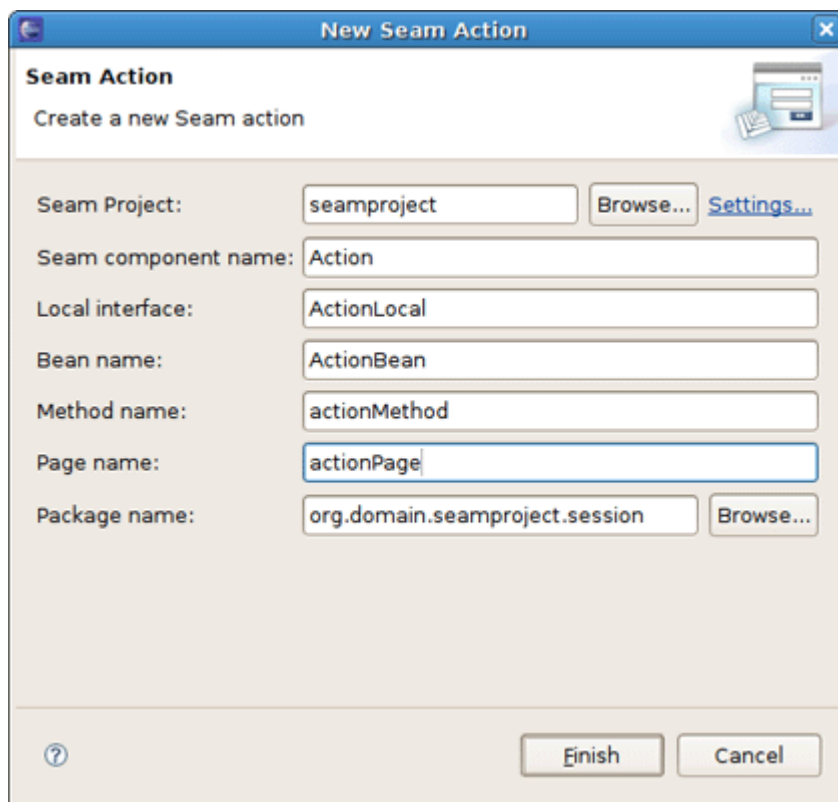 New Seam Action
Seam Action
Create a new Seam action
Seam Project: seamproject Browse... Settings...
Seam component name: Action
Local interface: ActionLocal
Bean name: ActionBean
Method name: actionMethod
Page name: actionPage
Package name: org.domain.seamproject.session Browse...
? Finish Cancel